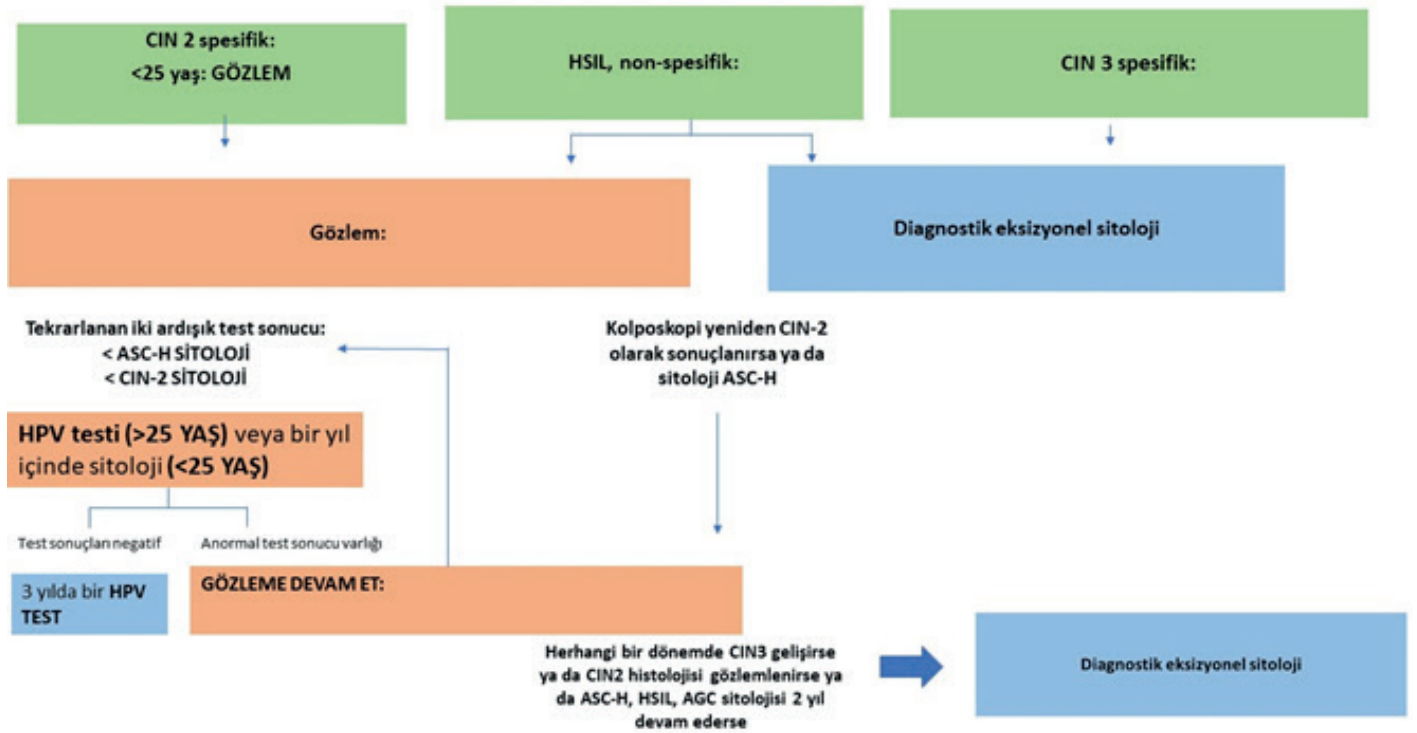 CIN 2 spesifik:
<25 yaş: GÖZLEM
HSIL, non-spesifik:
CIN 3 spesifik:
Gözlem:
Diagnostik eksizyonel sitoloji
Tekrarlanan iki ardışık test sonucu:
< ASC-H SİTOLOJİ
< CIN-2 SİTOLOJİ
Kolposkopi yeniden CIN-2
olarak sonuçlanırsa ya da
sitoloji ASC-H
HPV testi (>25 YAŞ) veya bir yıl
içinde sitoloji (<25 YAŞ)
Test sonuçları negatif
Anormal test sonucu varlığı
3 yılda bir HPV
TEST
GÖZLEME DEVAM ET:
Herhangi bir dönemde CIN3 gelişirse
ya da CIN2 histolojisi gözlemlenirse ya
da ASC-H, HSIL, AGC sitolojisi 2 yıl
devam ederse
Diagnostik eksizyonel sitoloji